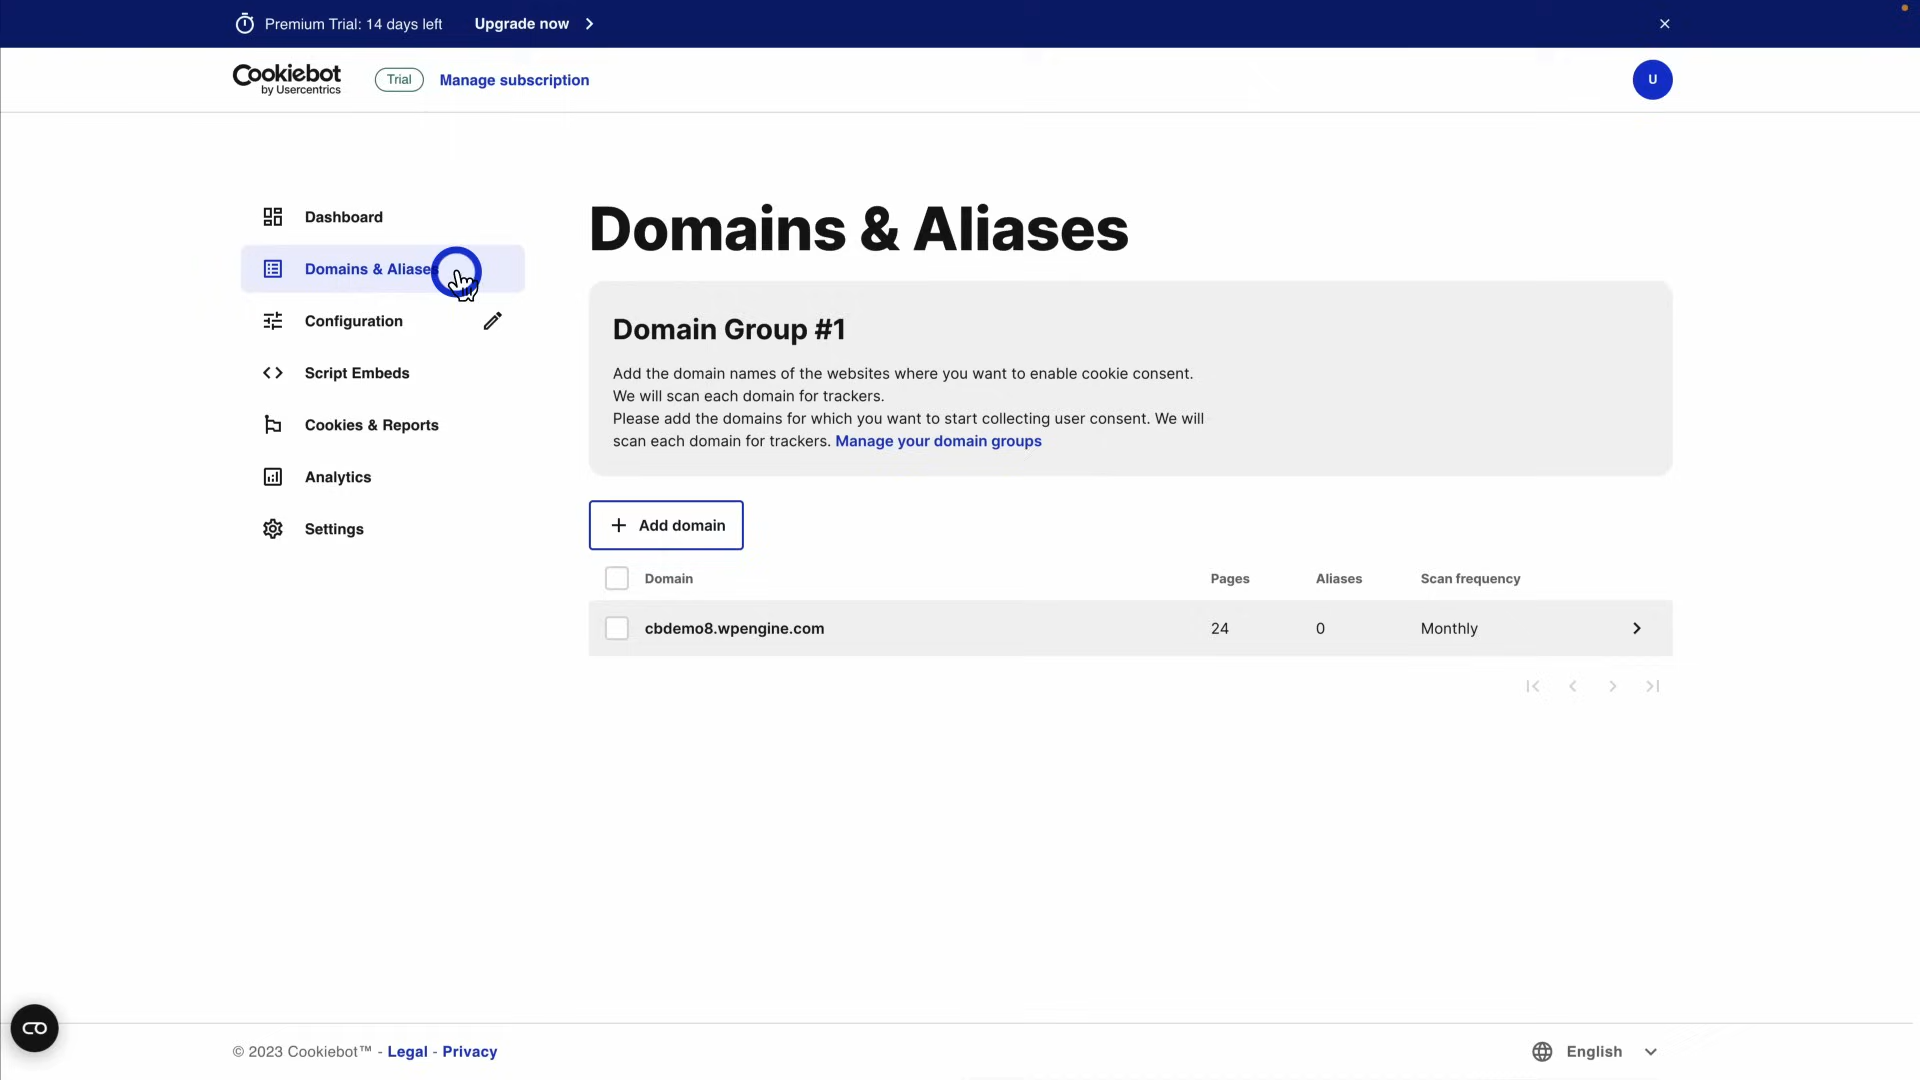 Premium Trial: 14 days left Upgrade now
Cookiebot
by Usercentrics
Trial
Manage subscription
U
Dashboard
Domains & Aliases
Configuration
Script Embeds
Cookies & Reports
Analytics
Settings
Domains & Aliases
Domain Group #1
Add the domain names of the websites where you want to enable cookie consent.
We will scan each domain for trackers.
Please add the domains for which you want to start collecting user consent. We will
scan each domain for trackers. Manage your domain groups
Add domain
Domain Pages Aliases Scan frequency
cbdemo8.wpengine.com 24 0 Monthly
© 2023 Cookiebot™ - Legal - Privacy
English